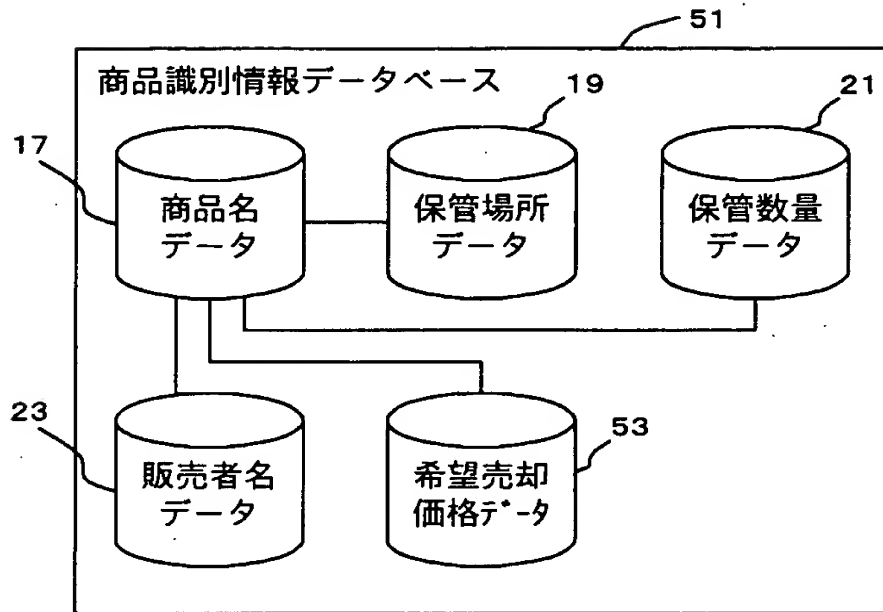 51
商品識別情報データベース
19
21
17
商品名
データ
保管場所
データ
保管数量
データ
23
53
販売者名
データ
希望売却
価格ﾃﾞｰﾀ